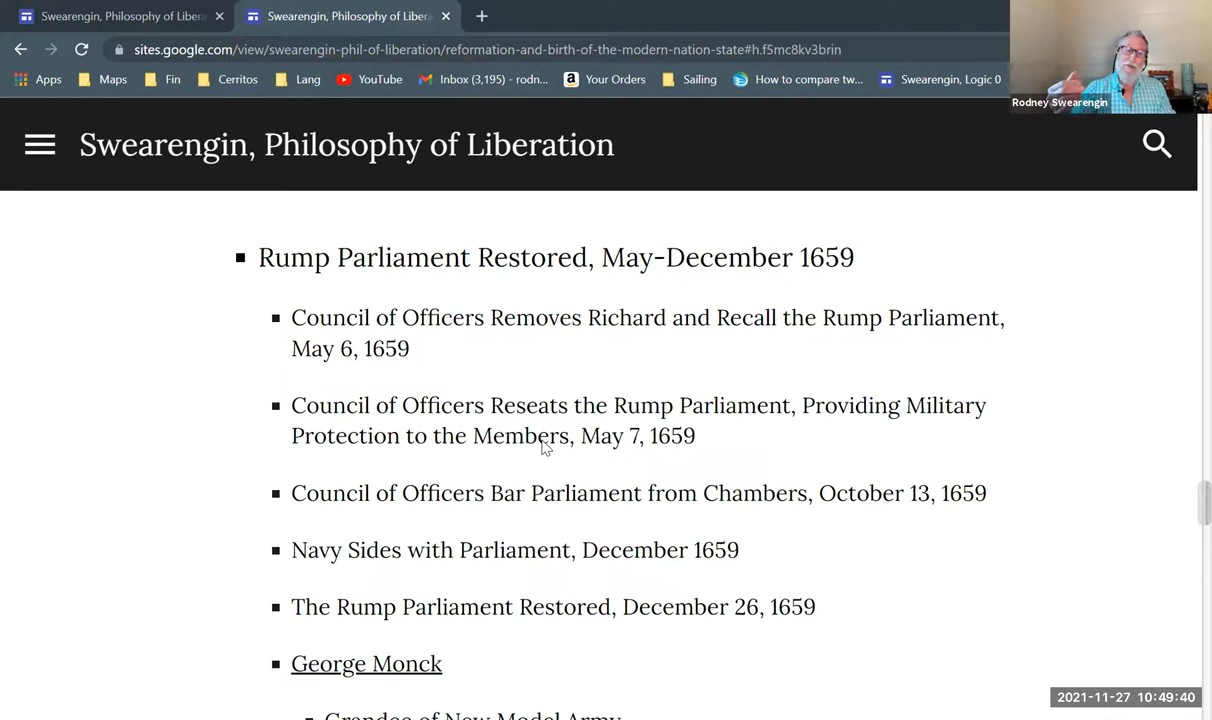 Swearengin, Philosophy of Libera
Swearengin, Philosophy of Libera
sites.google.com/view/swearengin-phil-of-liberation/reformation-and-birth-of-the-modern-nation-state#h.f5mc8kv3brin
Apps Maps Fin Cerritos Lang YouTube Inbox (3,195) - rodn... Your Orders Sailing How to compare tw... Swearengin, Logic 0
Rodney Swearengin
Swearengin, Philosophy of Liberation
Rump Parliament Restored, May-December 1659
Council of Officers Removes Richard and Recall the Rump Parliament,
May 6, 1659
Council of Officers Reseats the Rump Parliament, Providing Military
Protection to the Members, May 7, 1659
Council of Officers Bar Parliament from Chambers, October 13, 1659
Navy Sides with Parliament, December 1659
The Rump Parliament Restored, December 26, 1659
George Monck
2021-11-27 10:49:40
Grandee of New Model Army